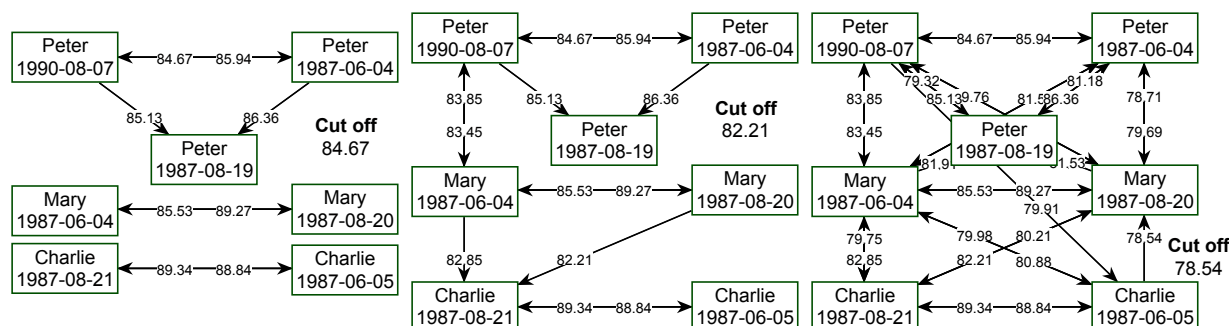 Peter
1990-08-07
84.67
85.94
Peter
1987-06-04
85.13
86.36
Cut off
84.67
Peter
1987-08-19
Mary
1987-06-04
85.53
89.27
Mary
1987-08-20
Charlie
1987-08-21
89.34
88.84
Charlie
1987-06-05
Peter
1990-08-07
84.67
85.94
Peter
1987-06-04
83.85
83.45
85.13
86.36
Cut off
82.21
Peter
1987-08-19
Mary
1987-06-04
85.53
89.27
Mary
1987-08-20
82.85
82.21
Charlie
1987-08-21
89.34
88.84
Charlie
1987-06-05
Peter
1990-08-07
84.67
85.94
Peter
1987-06-04
79.32
81.18
83.85
85.13
86.36
78.71
83.45
79.69
Peter
1987-08-19
Mary
1987-06-04
85.53
89.27
Mary
1987-08-20
79.91
79.75
79.98
80.21
78.54
82.85
82.21
80.88
Cut off
78.54
Charlie
1987-08-21
89.34
88.84
Charlie
1987-06-05